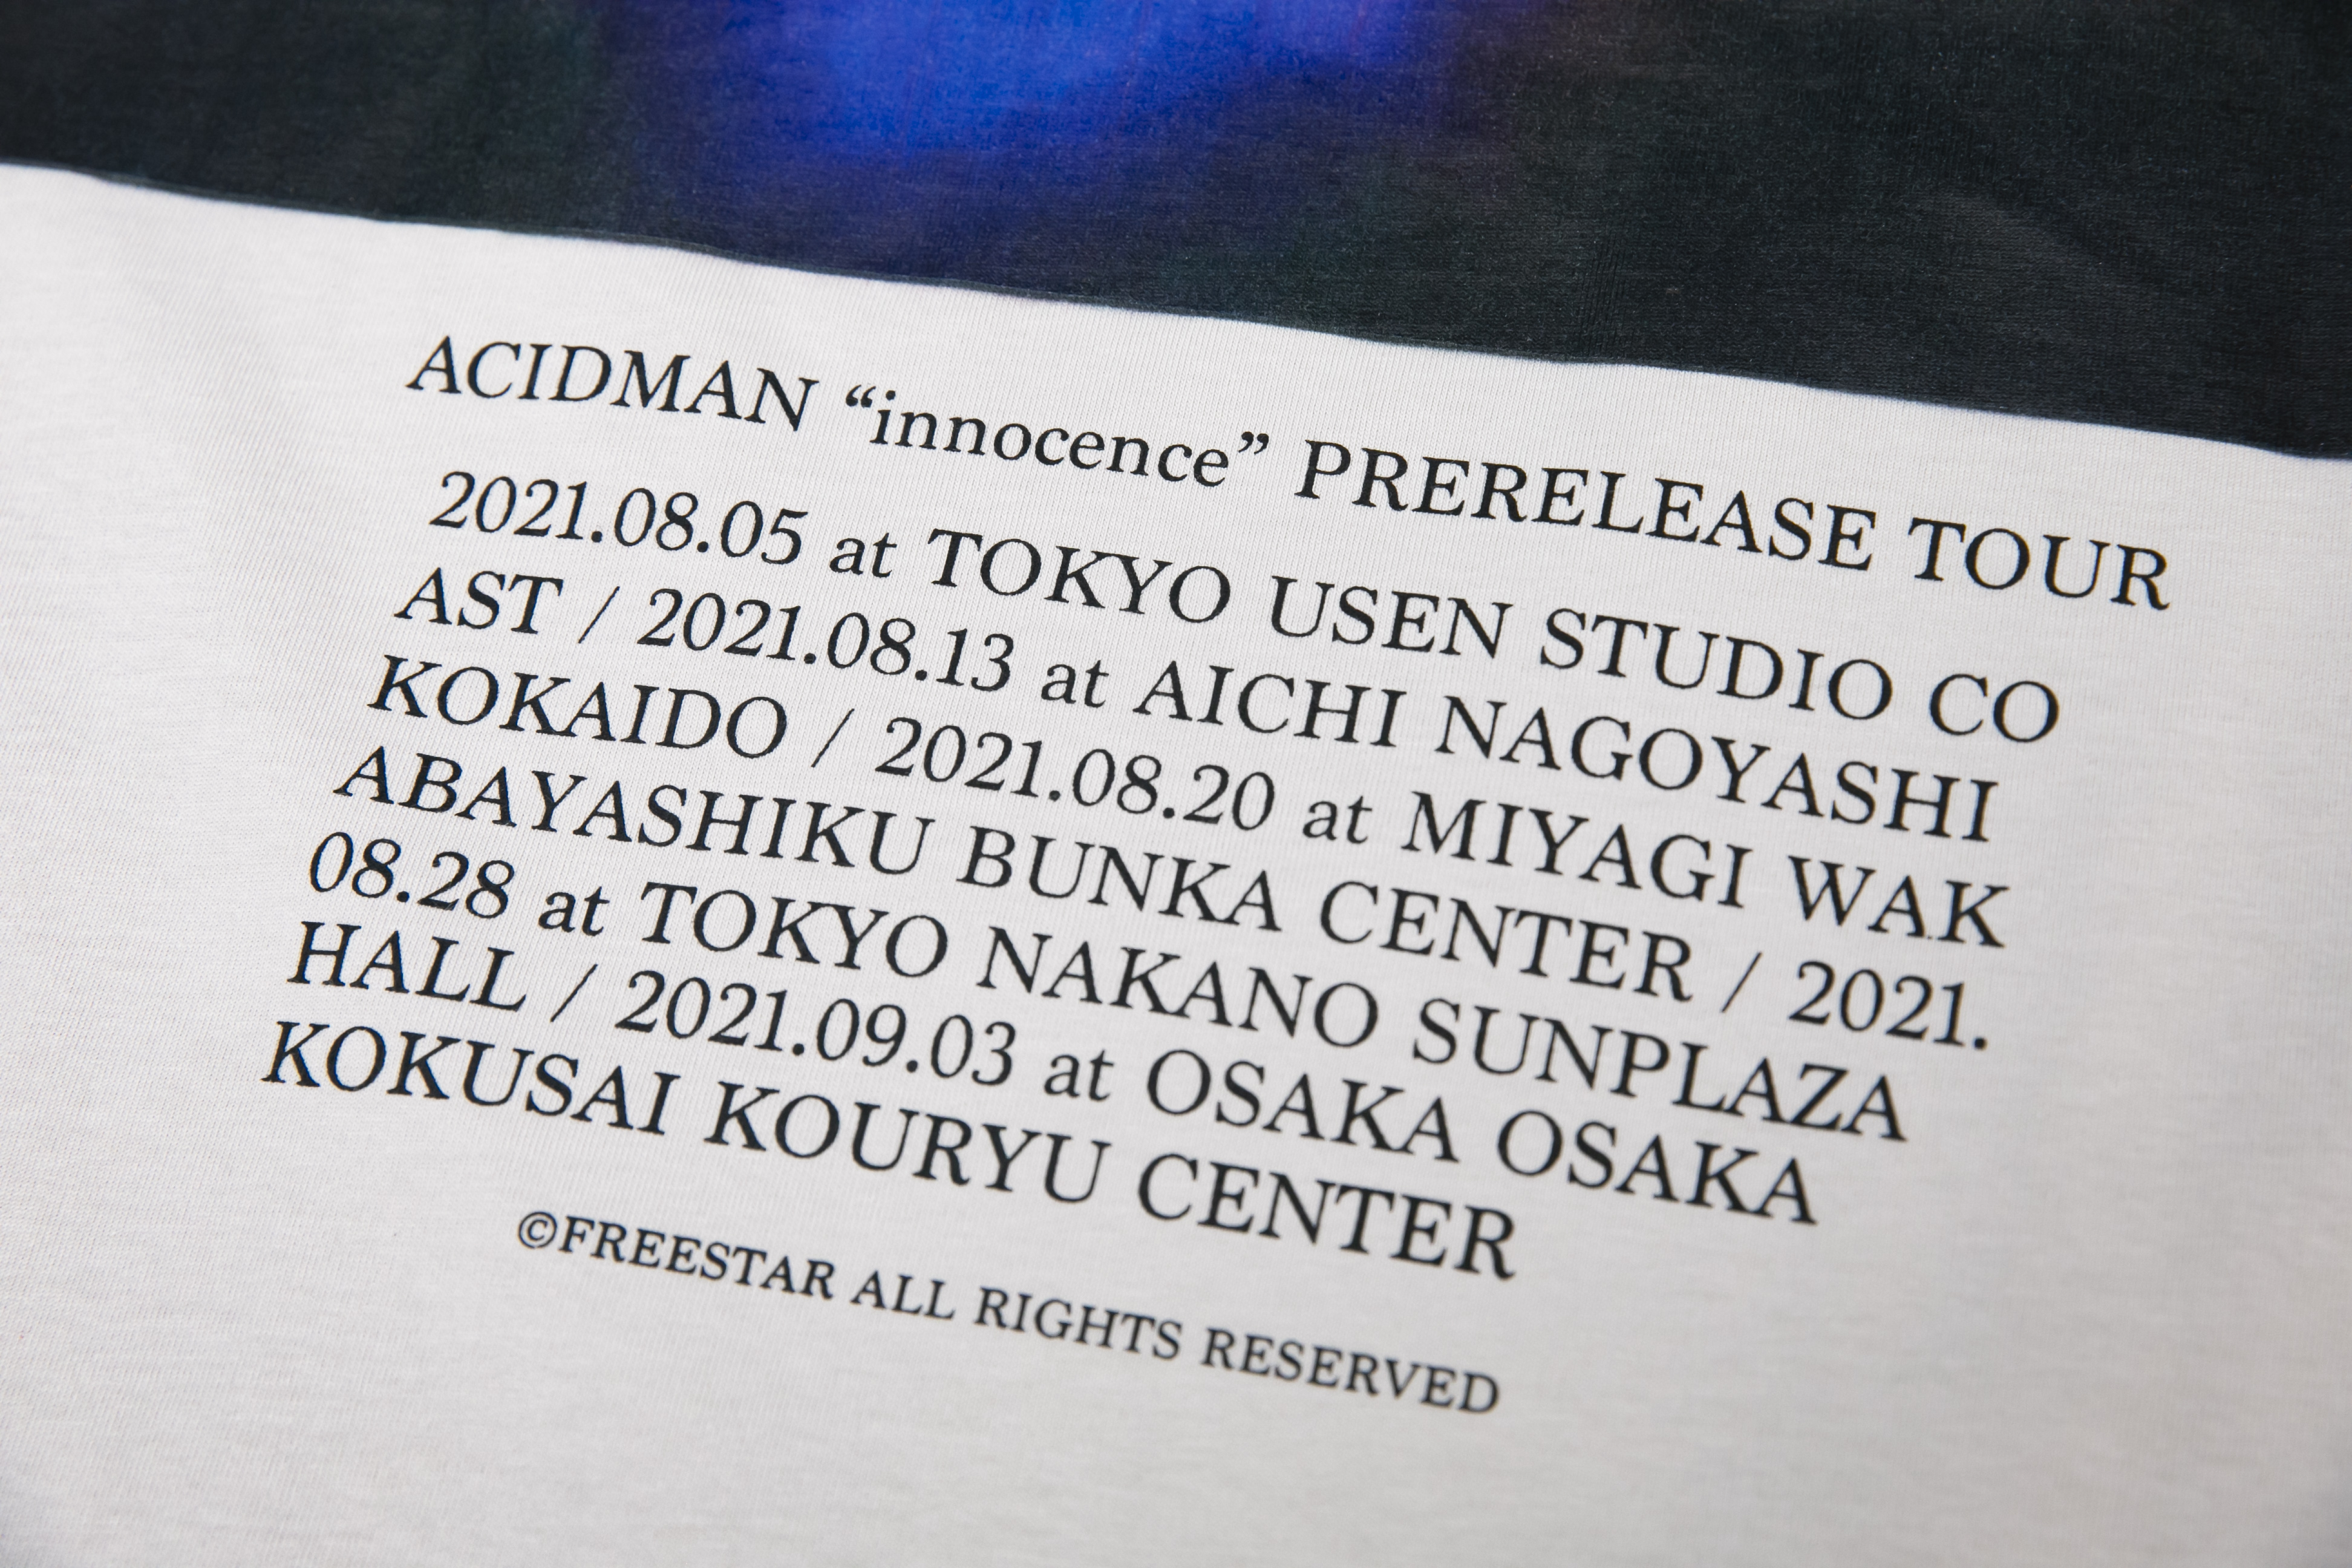 ACIDMAN “innocence” PRERELEASE TOUR
2021.08.05 at TOKYO USEN STUDIO CO
AST / 2021.08.13 at AICHI NAGOYASHI
KOKAIDO / 2021.08.20 at MIYAGI WAK
ABAYASHIKU BUNKA CENTER / 2021.
08.28 at TOKYO NAKANO SUNPLAZA
HALL / 2021.09.03 at OSAKA OSAKA
KOKUSAI KOURYU CENTER
©FREESTAR ALL RIGHTS RESERVED